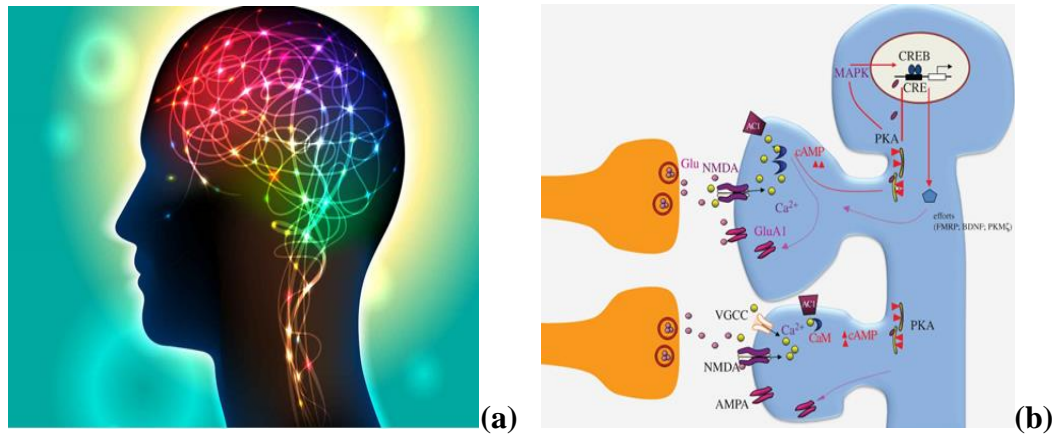 (a)
CREB
MAPK
CRE
AC1
PKA
cAMP
Glu
NMDA
Ca2+
GluA1
efforts
(FMRP; BDNF; PKMζ)
AC1
VGCC
Ca2+
CaM
cAMP
PKA
NMDA
AMPA
(b)